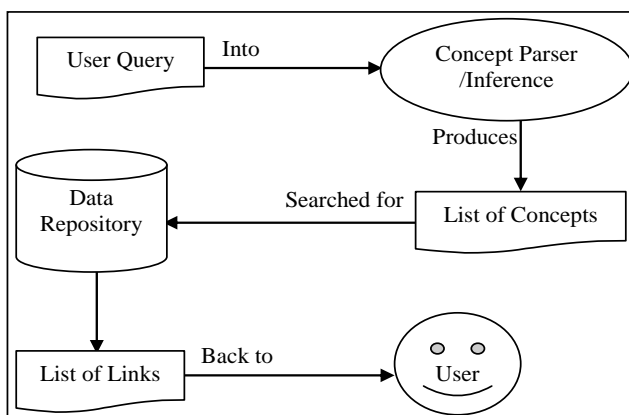 User Query
Into
Concept Parser
/Inference
Produces
Data
Repository
Searched for
List of Concepts
List of Links
Back to
User